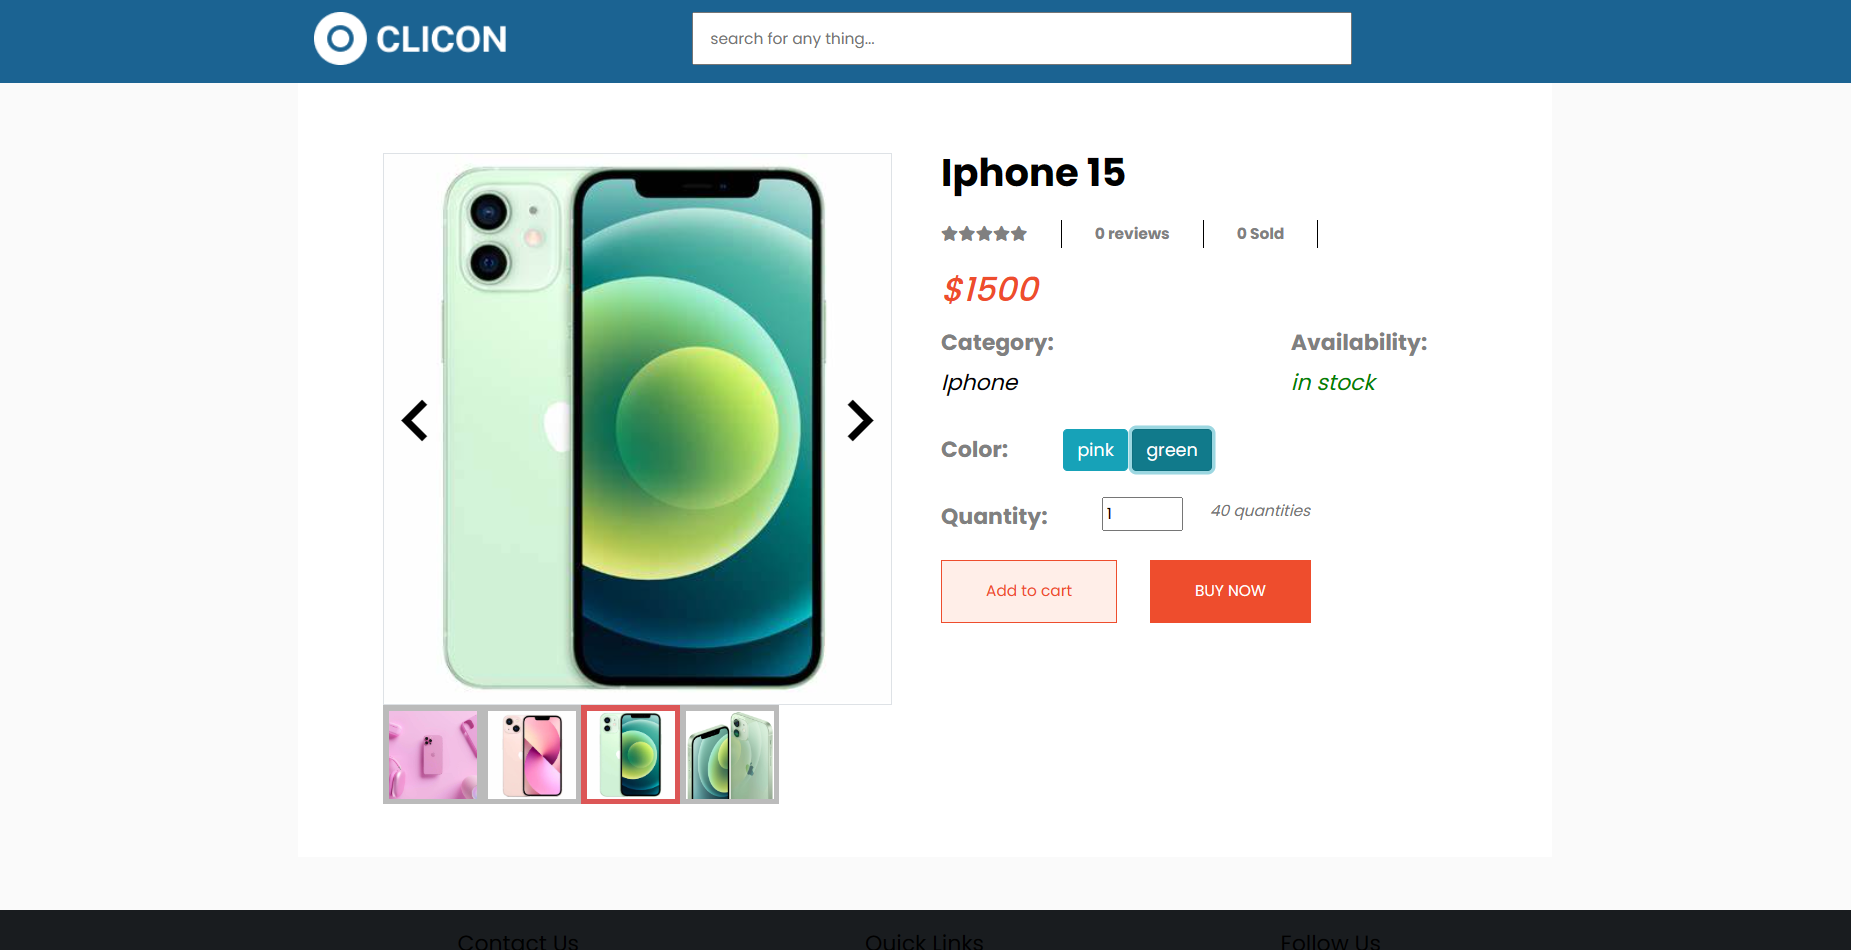 CLICON
search for any thing...
Iphone 15
0 reviews
0 Sold
$1500
Category:
Availability:
Iphone
in stock
Color:
pink
green
Quantity:
1
40 quantities
Add to cart
BUY NOW
Contact Us
Quick Links
Follow Us